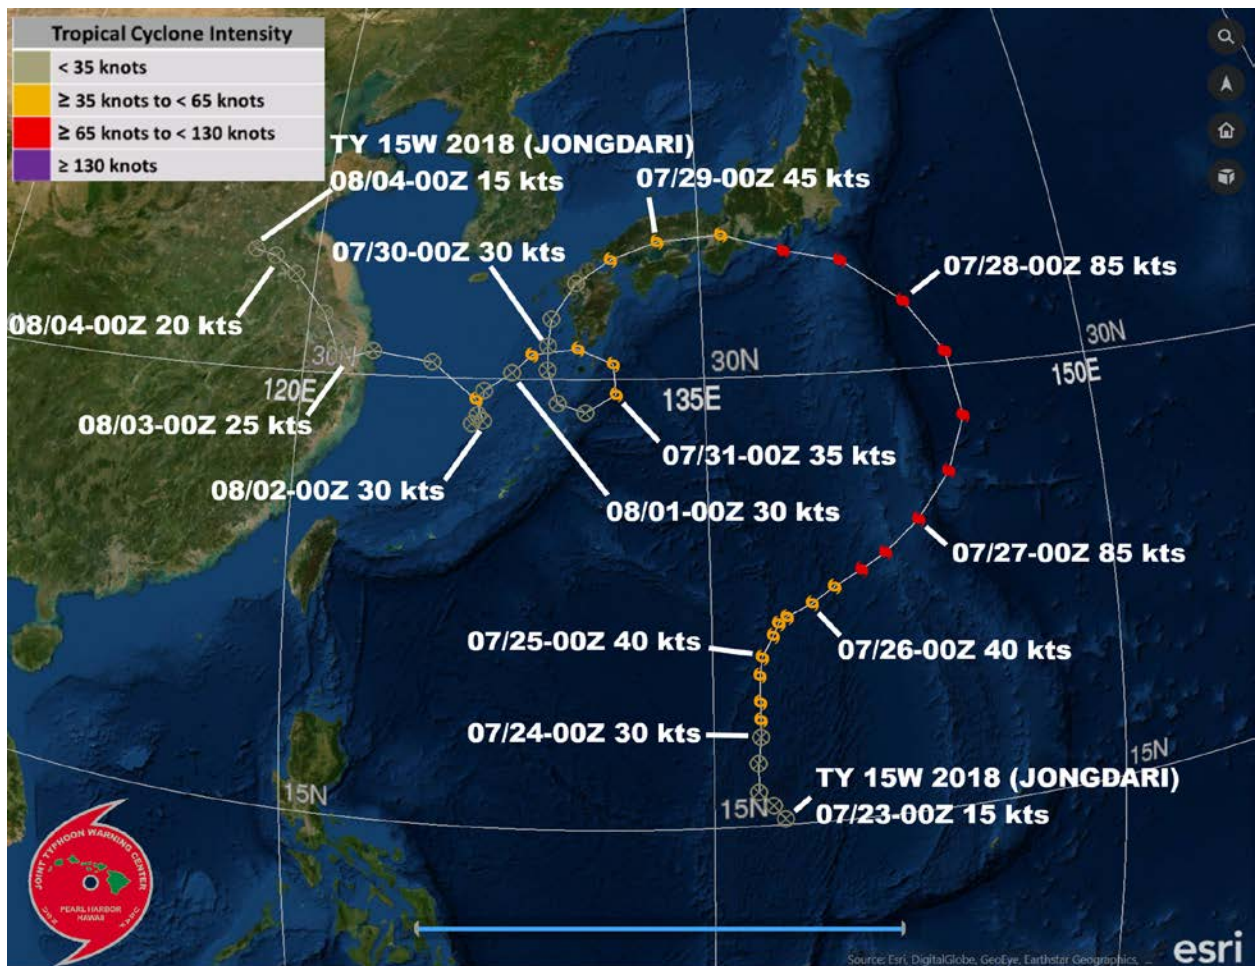 Tropical Cyclone Intensity
< 35 knots
≥ 35 knots to < 65 knots
≥ 65 knots to < 130 knots
≥ 130 knots
TY 15W 2018 (JONGDARI)
08/04-00Z 15 kts
07/29-00Z 45 kts
07/30-00Z 30 kts
07/28-00Z 85 kts
08/04-00Z 20 kts
30N
120E
30N
135E
30N
150E
08/03-00Z 25 kts
07/31-00Z 35 kts
08/02-00Z 30 kts
08/01-00Z 30 kts
07/27-00Z 85 kts
07/25-00Z 40 kts
07/26-00Z 40 kts
07/24-00Z 30 kts
15N
TY 15W 2018 (JONGDARI)
15N
15N
07/23-00Z 15 kts
JOINT TYPHOON WARNING CENTER
PEARL HARBOR
HAWAII
esri
Source: Esri, DigitalGlobe, GeoEye, Earthstar Geographics, ...